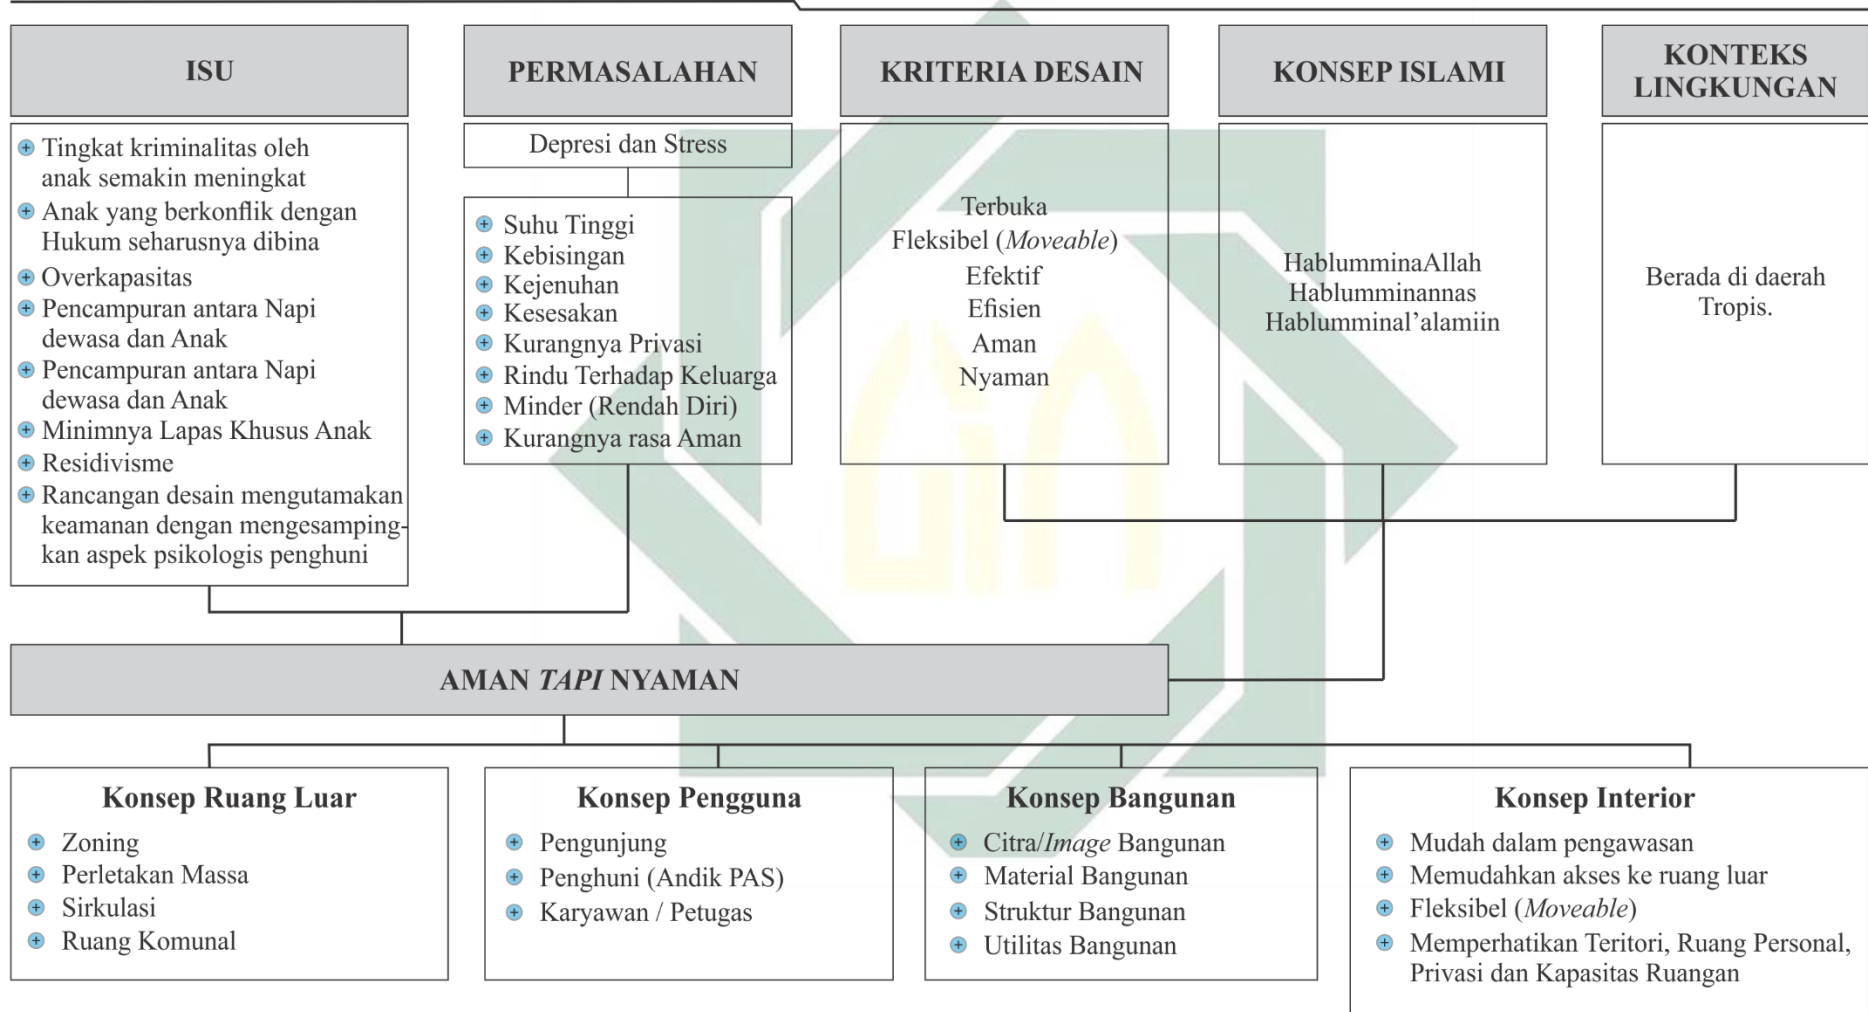 ISU
Tingkat kriminalitas oleh
anak semakin meningkat
Anak yang berkonflik dengan
Hukum seharusnya dibina
Overkapasitas
Pencampuran antara Napi
dewasa dan Anak
Pencampuran antara Napi
dewasa dan Anak
Minimnya Lapas Khusus Anak
Residivisme
Rancangan desain mengutamakan
keamanan dengan mengesamping-
kan aspek psikologis penghuni
PERMASALAHAN
Depresi dan Stress
Suhu Tinggi
Kebisingan
Kejenuhan
Kesesakan
Kurangnya Privasi
Rindu Terhadap Keluarga
Minder (Rendah Diri)
Kurangnya rasa Aman
KRITERIA DESAIN
Terbuka
Fleksibel (Moveable)
Efektif
Efisien
Aman
Nyaman
KONSEP ISLAMI
HablumminaAllah
Hablumminannas
Hablumminal’alamiin
KONTEKS
LINGKUNGAN
Berada di daerah
Tropis.
AMAN TAPI NYAMAN
Konsep Ruang Luar
Zoning
Perletakan Massa
Sirkulasi
Ruang Komunal
Konsep Pengguna
Pengunjung
Penghuni (Andik PAS)
Karyawan / Petugas
Konsep Bangunan
Citra/Image Bangunan
Material Bangunan
Struktur Bangunan
Utilitas Bangunan
Konsep Interior
Mudah dalam pengawasan
Memudahkan akses ke ruang luar
Fleksibel (Moveable)
Memperhatikan Teritori, Ruang Personal,
Privasi dan Kapasitas Ruangan